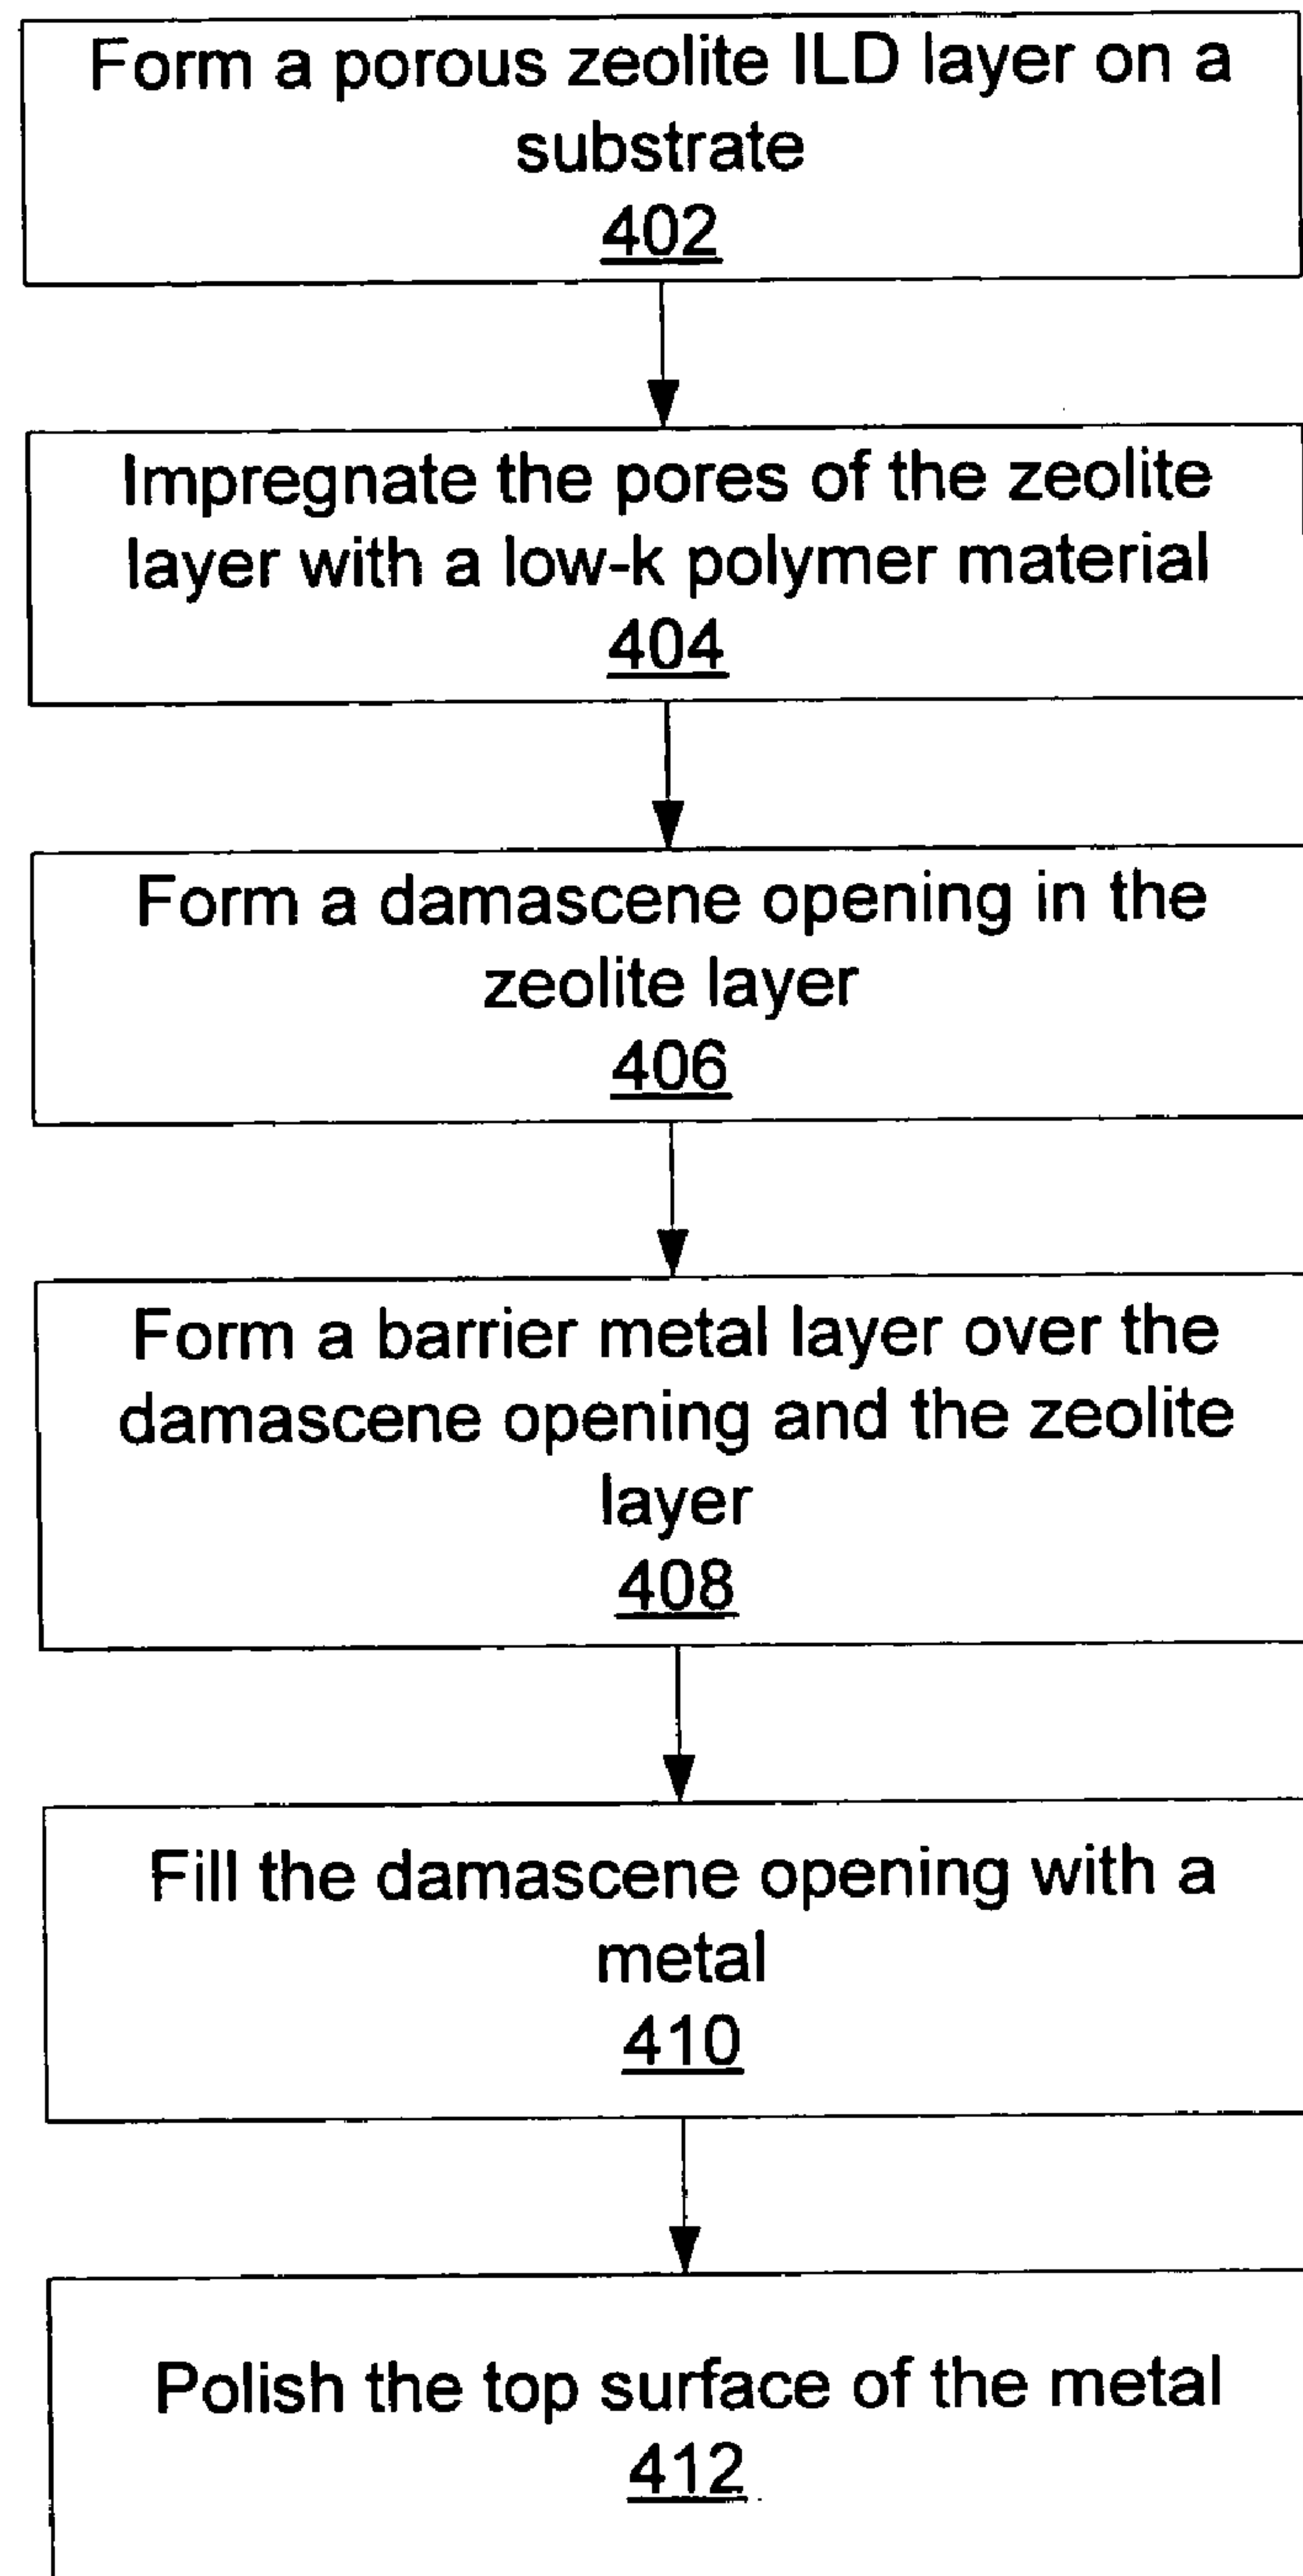 Form a porous zeolite ILD layer on a
substrate
402
Impregnate the pores of the zeolite
layer with a low-k polymer material
404
Form a damascene opening in the
zeolite layer
406
Form a barrier metal layer over the
damascene opening and the zeolite
layer
408
Fill the damascene opening with a
metal
410
Polish the top surface of the metal
412